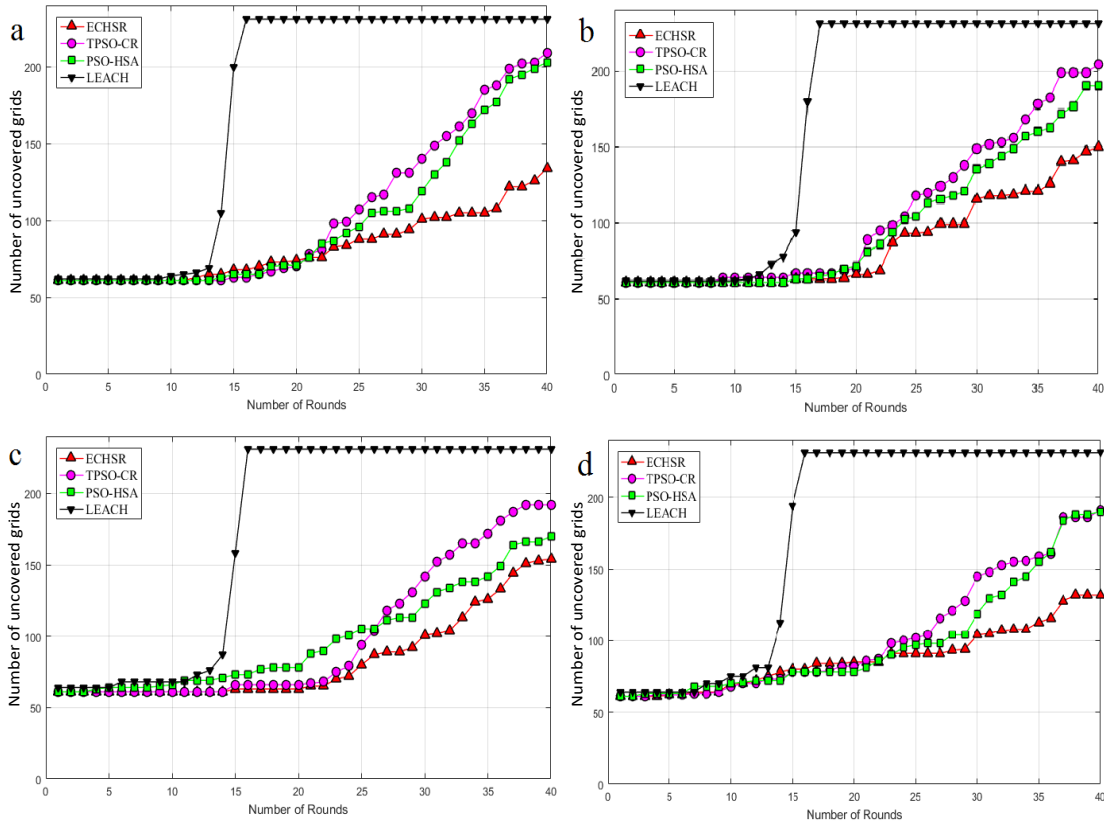 a
ECHSR
TPSO-CR
PSO-HSA
LEACH
Number of uncovered grids
200
150
100
50
0
0 5 10 15 20 25 30 35 40
Number of Rounds
b
ECHSR
TPSO-CR
PSO-HSA
LEACH
Number of uncovered grids
200
150
100
50
0
0 5 10 15 20 25 30 35 40
Number of Rounds
c
ECHSR
TPSO-CR
PSO-HSA
LEACH
Number of uncovered grids
200
150
100
50
0
0 5 10 15 20 25 30 35 40
Number of Rounds
d
ECHSR
TPSO-CR
PSO-HSA
LEACH
Number of uncovered grids
200
150
100
50
0
0 5 10 15 20 25 30 35 40
Number of Rounds